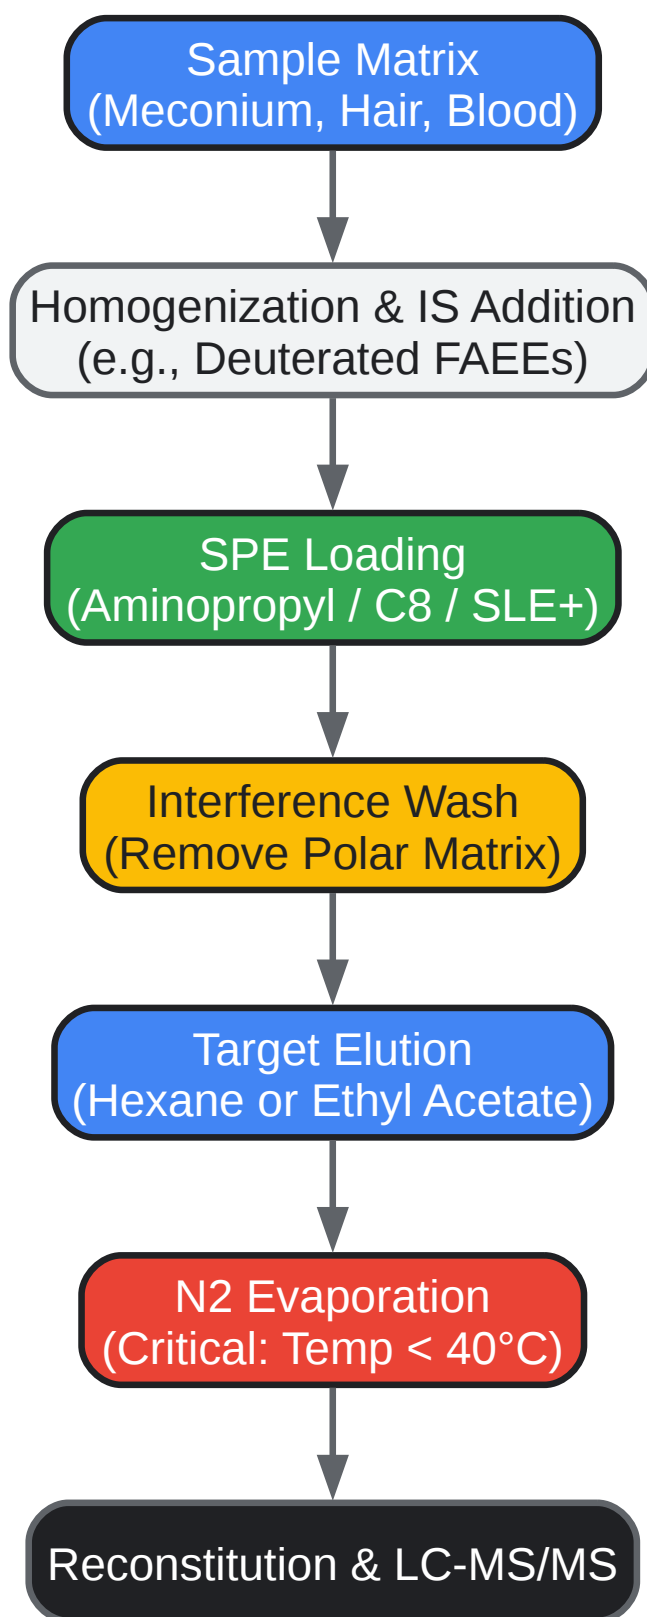 Sample Matrix
(Meconium, Hair, Blood)
Homogenization & IS Addition
(e.g., Deuterated FAEEs)
SPE Loading
(Aminopropyl / C8 / SLE+)
Interference Wash
(Remove Polar Matrix)
Target Elution
(Hexane or Ethyl Acetate)
N2 Evaporation
(Critical: Temp < 40°C)
Reconstitution & LC-MS/MS